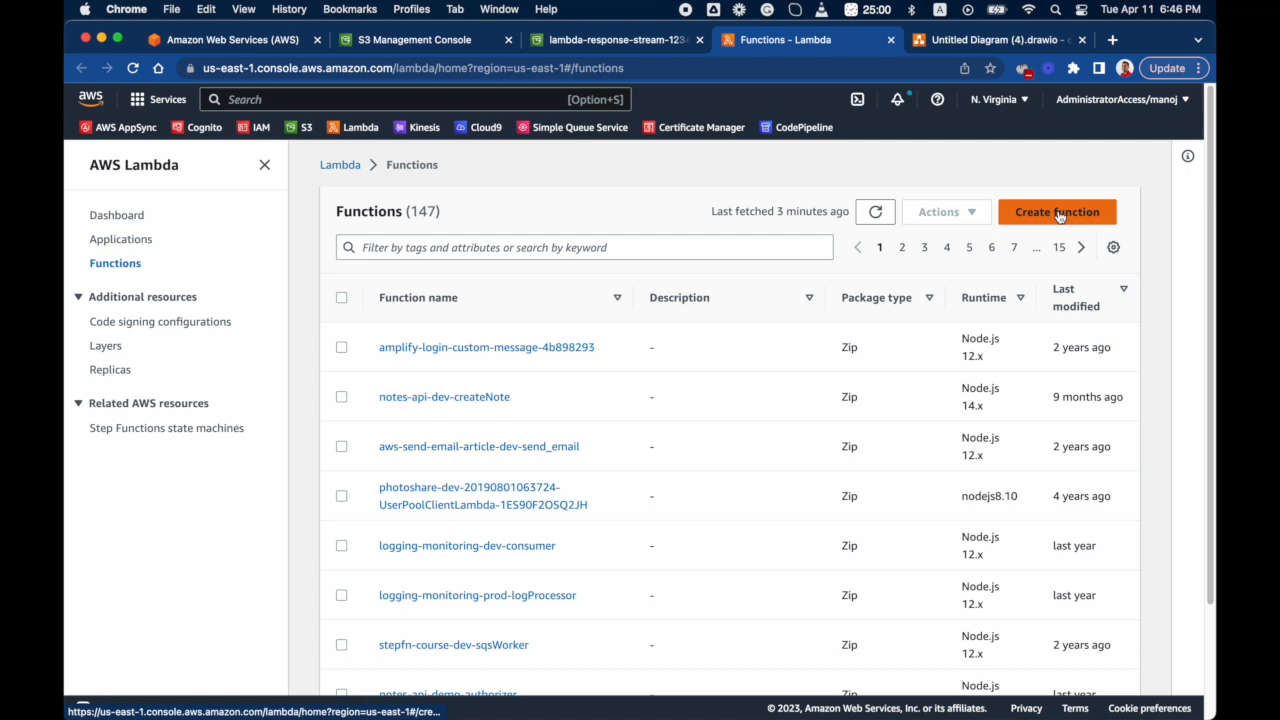 Chrome File Edit View History Bookmarks Profiles Tab Window Help 25:00 A Tue Apr 11 6:46 PM
Amazon Web Services (AWS) S3 Management Console lambda-response-stream-123 Functions - Lambda Untitled Diagram (4).drawio - d
us-east-1.console.aws.amazon.com/lambda/home?region=us-east-1#/functions Update
aws Services Search [Option+S] N. Virginia AdministratorAccess/manoj
AWS AppSync Cognito IAM S3 Lambda Kinesis Cloud9 Simple Queue Service Certificate Manager CodePipeline
AWS Lambda
Dashboard
Applications
Functions
Additional resources
Code signing configurations
Layers
Replicas
Related AWS resources
Step Functions state machines
Lambda > Functions
Functions (147) Last fetched 3 minutes ago Actions Create function
Filter by tags and attributes or search by keyword 1 2 3 4 5 6 7 ... 15
Function name Description Package type Runtime Last modified
amplify-login-custom-message-4b898293 - Zip Node.js 12.x 2 years ago
notes-api-dev-createNote - Zip Node.js 14.x 9 months ago
aws-send-email-article-dev-send_email - Zip Node.js 12.x 2 years ago
photoshare-dev-20190801063724-
UserPoolClientLambda-1ES90F2OSQ2JH - Zip nodejs8.10 4 years ago
logging-monitoring-dev-consumer - Zip Node.js 12.x last year
logging-monitoring-prod-logProcessor - Zip Node.js 12.x last year
stepfn-course-dev-sqsWorker - Zip Node.js 12.x 2 years ago
notes-api-demo-authorizer - Zip Node.js last year
https://us-east-1.console.aws.amazon.com/lambda/home?region=us-east-1#/cre... © 2023, Amazon Web Services, Inc. or its affiliates. Privacy Terms Cookie preferences